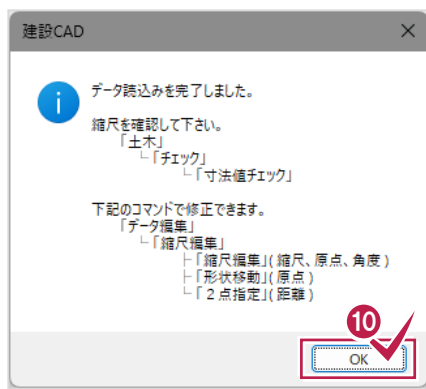 建設CAD
データ読込みを完了しました。
縮尺を確認して下さい。
「土木」
└「チェック」
└「寸法値チェック」
下記のコマンドで修正できます。
「データ編集」
└「縮尺編集」
├「縮尺編集」(縮尺、原点、角度)
├「形状移動」(原点)
└「２点指定」(距離)
10
OK